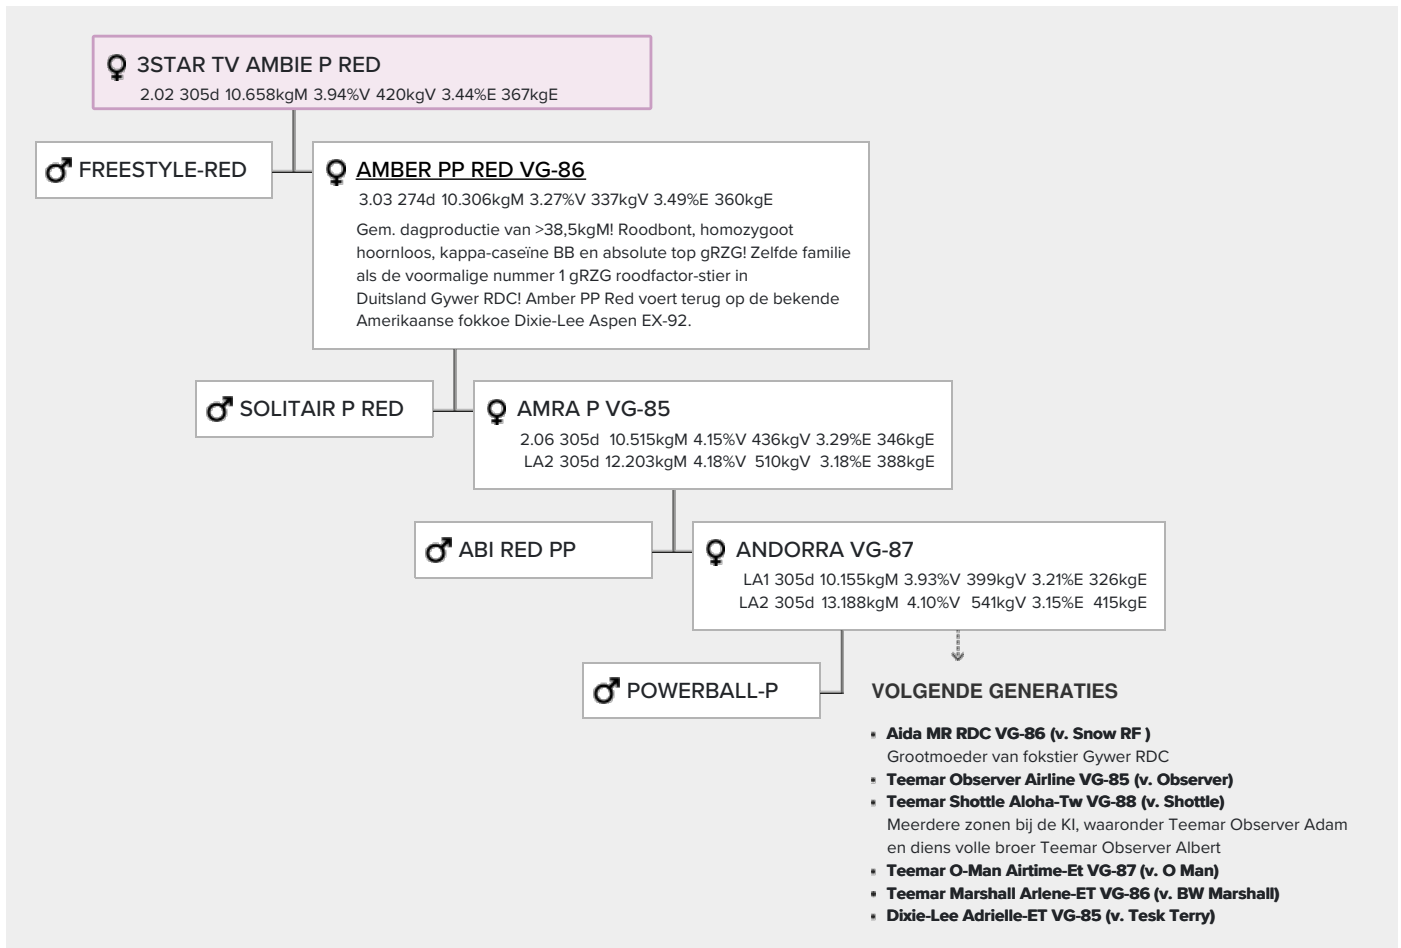 3STAR TV AMBIE P RED
2.02 305d 10.658kgM 3.94%V 420kgV 3.44%E 367kgE
FREESTYLE-RED
AMBER PP RED VG-86
3.03 274d 10.306kgM 3.27%V 337kgV 3.49%E 360kgE
Gem. dagproductie van >38,5kgM! Roodbont, homozygoot
hoornloos, kappa-caseïne BB en absolute top gRZG! Zelfde familie
als de voormalige nummer 1 gRZG roodfactor-stier in
Duitsland Gywer RDC! Amber PP Red voert terug op de bekende
Amerikaanse fokkoe Dixie-Lee Aspen EX-92.
SOLITAIR P RED
AMRA P VG-85
2.06 305d 10.515kgM 4.15%V 436kgV 3.29%E 346kgE
LA2 305d 12.203kgM 4.18%V 510kgV 3.18%E 388kgE
ABI RED PP
ANDORRA VG-87
LA1 305d 10.155kgM 3.93%V 399kgV 3.21%E 326kgE
LA2 305d 13.188kgM 4.10%V 541kgV 3.15%E 415kgE
POWERBALL-P
VOLGENDE GENERATIES
▪ Aida MR RDC VG-86 (v. Snow RF )
Grootmoeder van fokstier Gywer RDC
▪ Teemar Observer Airline VG-85 (v. Observer)
▪ Teemar Shottle Aloha-Tw VG-88 (v. Shottle)
Meerdere zonen bij de KI, waaronder Teemar Observer Adam
en diens volle broer Teemar Observer Albert
▪ Teemar O-Man Airtime-Et VG-87 (v. O Man)
▪ Teemar Marshall Arlene-ET VG-86 (v. BW Marshall)
▪ Dixie-Lee Adrielle-ET VG-85 (v. Tesk Terry)